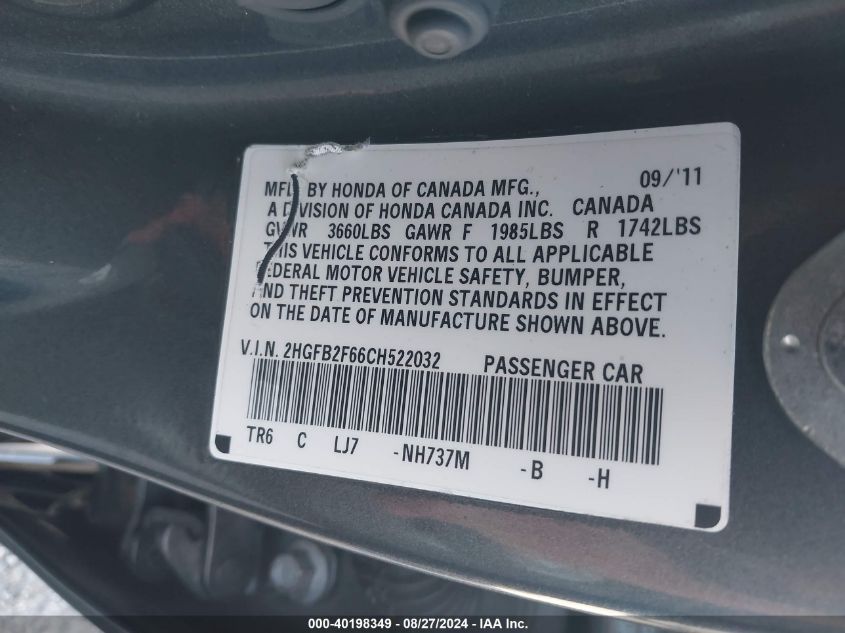 09/'11
MFD BY HONDA OF CANADA MFG.,
A DIVISION OF HONDA CANADA INC. CANADA
GVWR 3660LBS GAWR F 1985LBS R 1742LBS
THIS VEHICLE CONFORMS TO ALL APPLICABLE
FEDERAL MOTOR VEHICLE SAFETY, BUMPER,
AND THEFT PREVENTION STANDARDS IN EFFECT
ON THE DATE OF MANUFACTURE SHOWN ABOVE.
V.I.N. 2HGFB2F66CH522032 PASSENGER CAR
TR6 C LJ7 -NH737M -B -H
000-40198349 - 08/27/2024 - IAA Inc.